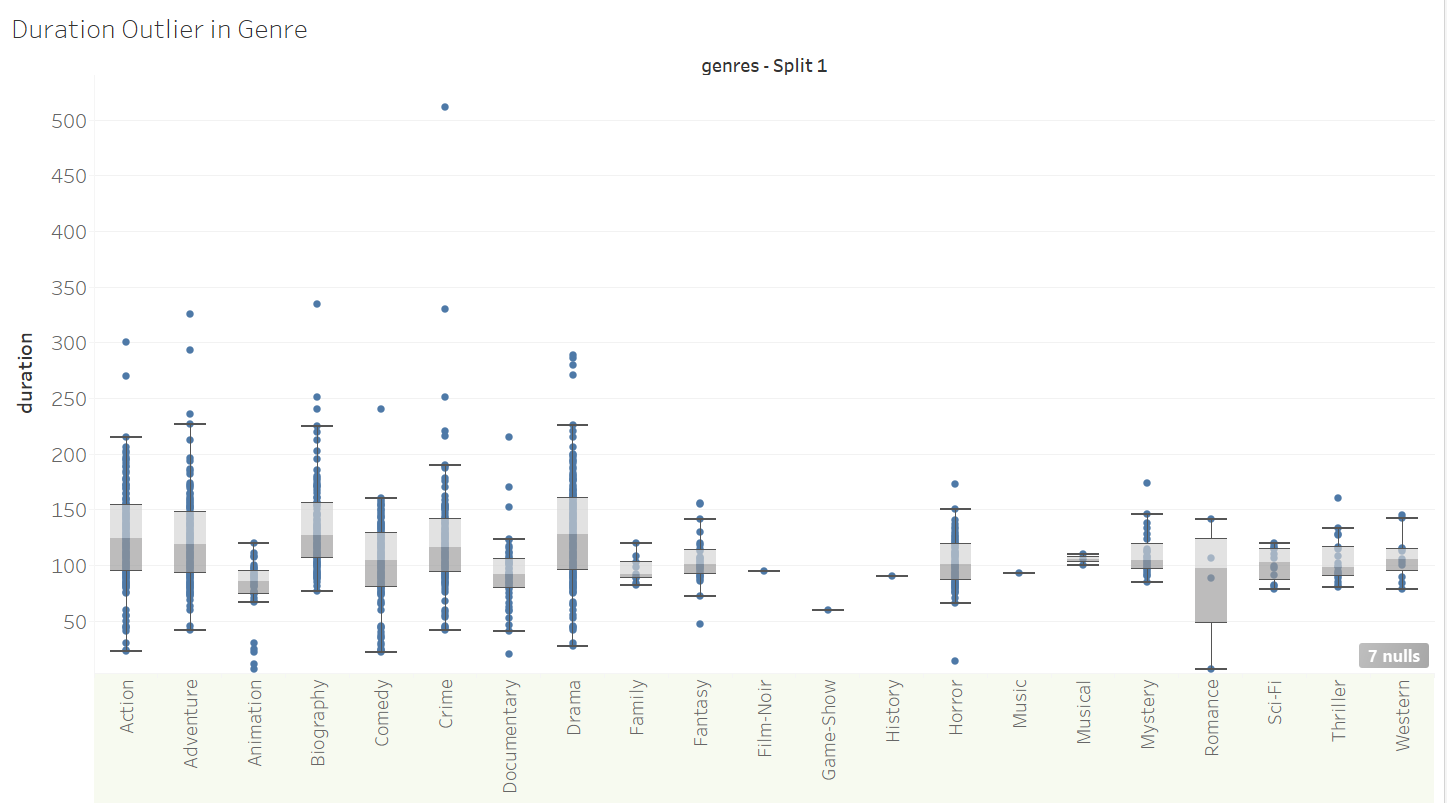 Duration Outlier in Genre
genres - Split 1
500
450
400
350
300
250
200
150
100
50
duration
7 nulls
Action
Adventure
Animation
Biography
Comedy
Crime
Documentary
Drama
Family
Fantasy
Film-Noir
Game-Show
History
Horror
Music
Musical
Mystery
Romance
Sci-Fi
Thriller
Western